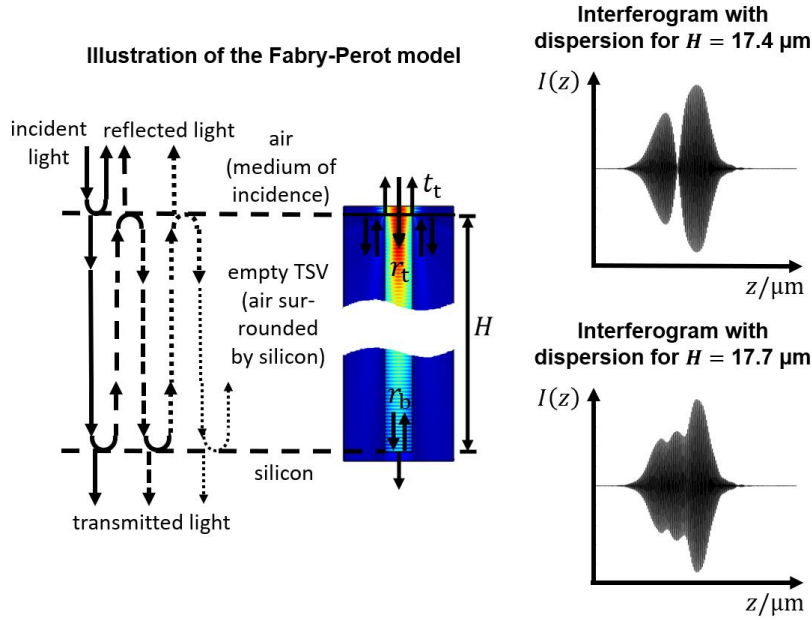 Illustration of the Fabry-Perot model
incident
light
reflected light
air
(medium of
incidence)
empty TSV
(air sur-
rounded
by silicon)
silicon
transmitted light
t_t
r_t
H
r_b
Interferogram with
dispersion for H = 17.4 µm
I(z)
z/µm
Interferogram with
dispersion for H = 17.7 µm
I(z)
z/µm